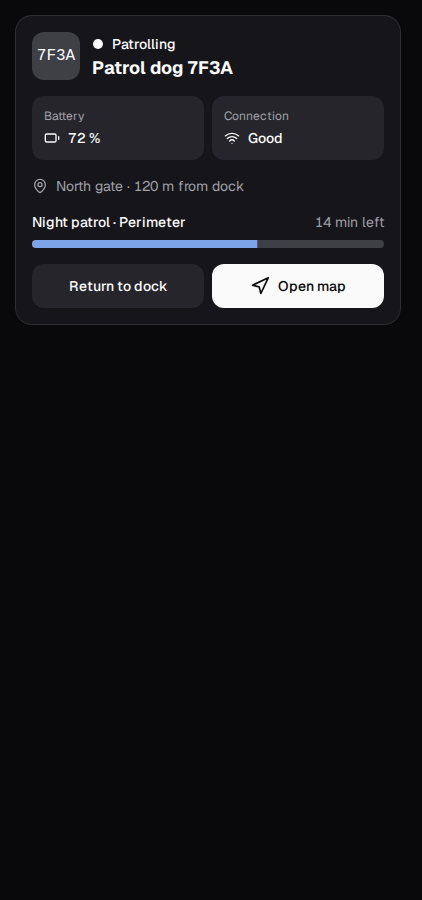 7F3A
Patrolling
Patrol dog 7F3A
Battery
72 %
Connection
Good
North gate · 120 m from dock
Night patrol · Perimeter
14 min left
Return to dock
Open map